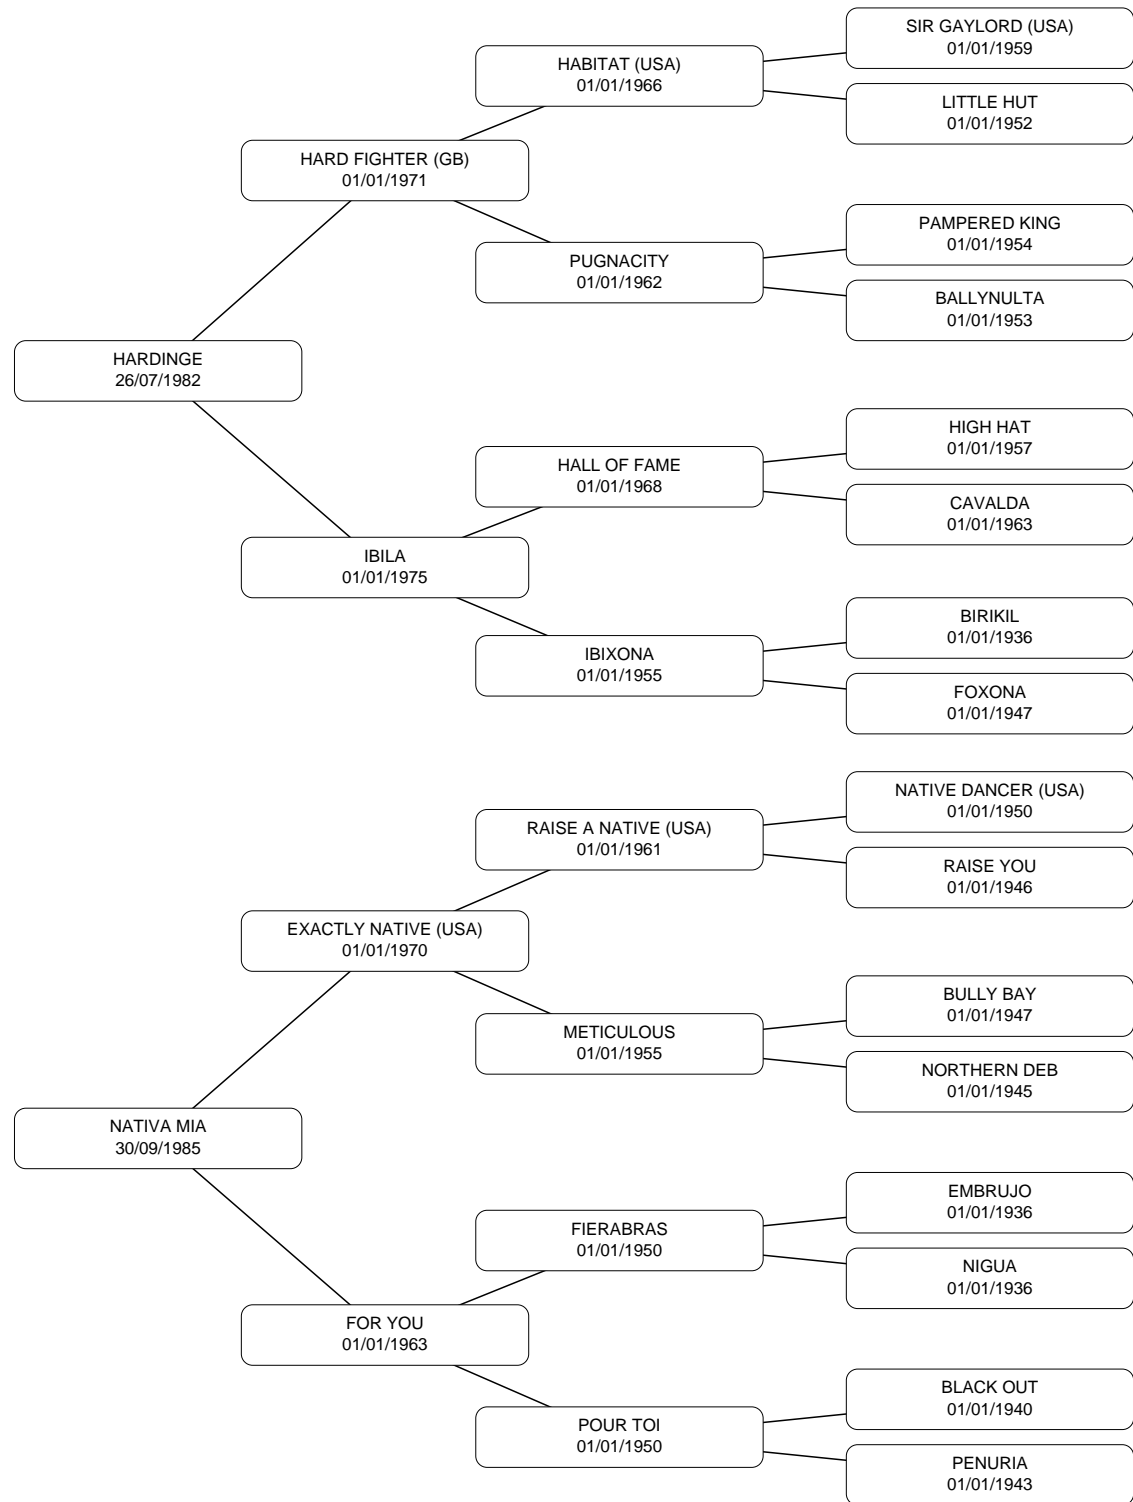 SIR GAYLORD (USA)
01/01/1959
HABITAT (USA)
01/01/1966
LITTLE HUT
01/01/1952
HARD FIGHTER (GB)
01/01/1971
PAMPERED KING
01/01/1954
PUGNACITY
01/01/1962
BALLYNULTA
01/01/1953
HARDINGE
26/07/1982
HIGH HAT
01/01/1957
HALL OF FAME
01/01/1968
CAVALDA
01/01/1963
IBILA
01/01/1975
BIRIKIL
01/01/1936
IBIXONA
01/01/1955
FOXONA
01/01/1947
NATIVE DANCER (USA)
01/01/1950
RAISE A NATIVE (USA)
01/01/1961
RAISE YOU
01/01/1946
EXACTLY NATIVE (USA)
01/01/1970
BULLY BAY
01/01/1947
METICULOUS
01/01/1955
NORTHERN DEB
01/01/1945
NATIVA MIA
30/09/1985
EMBRUJO
01/01/1936
FIERABRAS
01/01/1950
NIGUA
01/01/1936
FOR YOU
01/01/1963
BLACK OUT
01/01/1940
POUR TOI
01/01/1950
PENURIA
01/01/1943